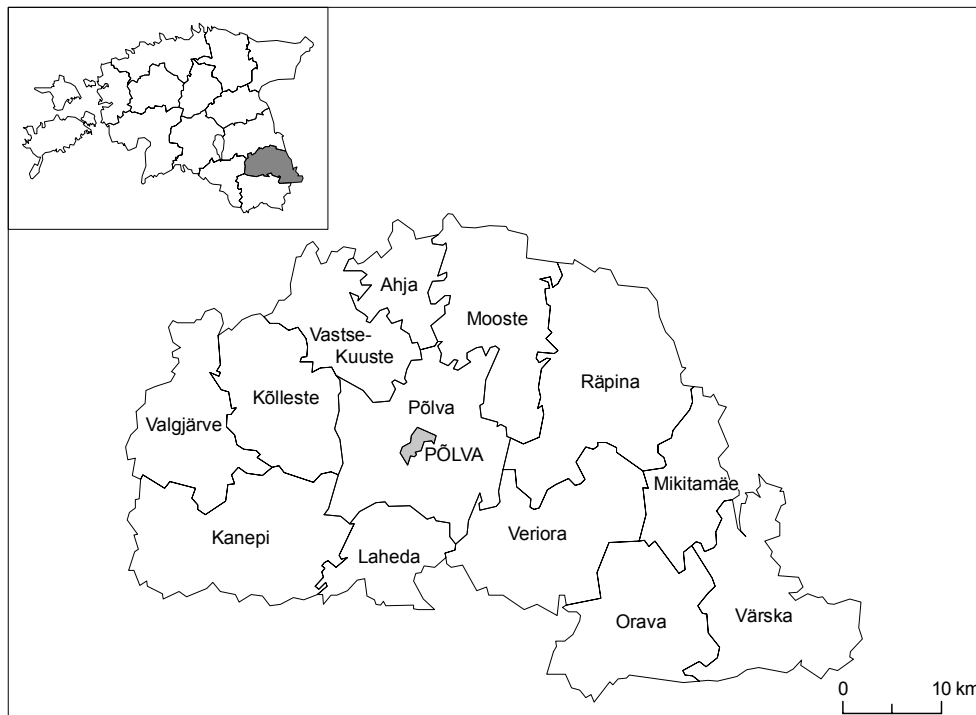 Ahja
Mooste
Vastse-
Kuuste
Räpina
Kõlleste
Põlva
Valgjärve
PÕLVA
Mikitamäe
Kanepi
Veriora
Laheda
Orava
Värska
0 10 km